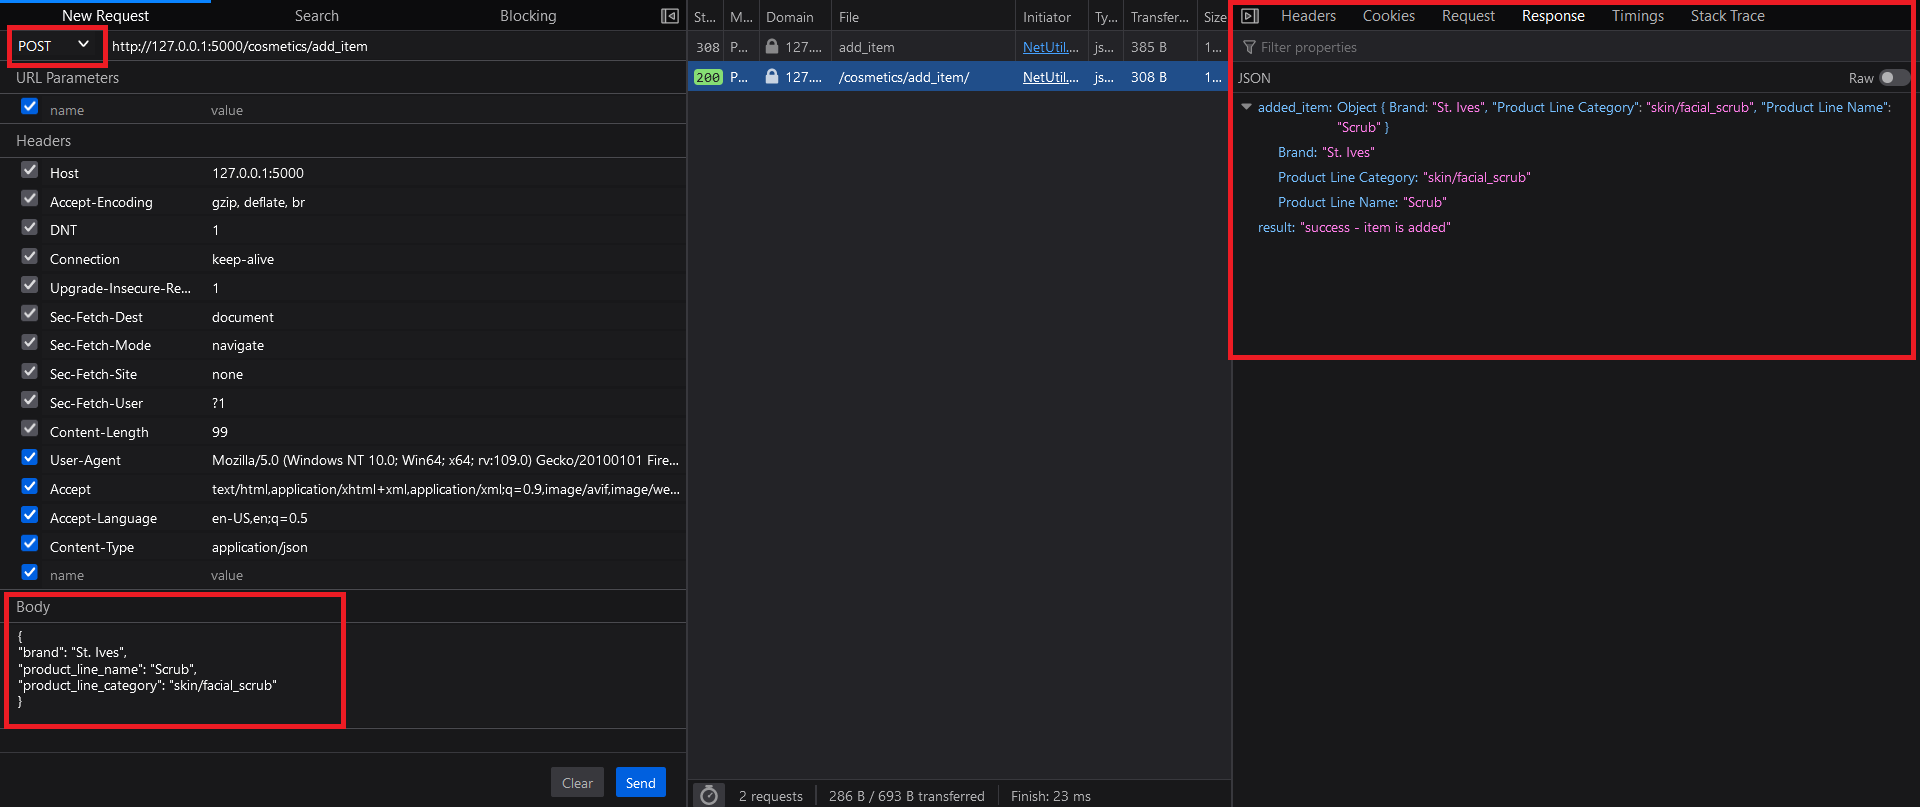 New Request Search Blocking
POST http://127.0.0.1:5000/cosmetics/add_item
URL Parameters
name value
Headers
Host 127.0.0.1:5000
Accept-Encoding gzip, deflate, br
DNT 1
Connection keep-alive
Upgrade-Insecure-Re... 1
Sec-Fetch-Dest document
Sec-Fetch-Mode navigate
Sec-Fetch-Site none
Sec-Fetch-User ?1
Content-Length 99
User-Agent Mozilla/5.0 (Windows NT 10.0; Win64; x64; rv:109.0) Gecko/20100101 Fire...
Accept text/html,application/xhtml+xml,application/xml;q=0.9,image/avif,image/we...
Accept-Language en-US,en;q=0.5
Content-Type application/json
name value
Body
{
"brand": "St. Ives",
"product_line_name": "Scrub",
"product_line_category": "skin/facial_scrub"
}
Clear Send
St... M... Domain File Initiator Ty... Transfer... Size
308 P... 127.... add_item NetUtil.... js... 385 B 1...
200 P... 127.... /cosmetics/add_item/ NetUtil.... js... 308 B 1...
2 requests 286 B / 693 B transferred Finish: 23 ms
Headers Cookies Request Response Timings Stack Trace
Filter properties
JSON Raw
added_item: Object { Brand: "St. Ives", "Product Line Category": "skin/facial_scrub", "Product Line Name":
"Scrub" }
Brand: "St. Ives"
Product Line Category: "skin/facial_scrub"
Product Line Name: "Scrub"
result: "success - item is added"